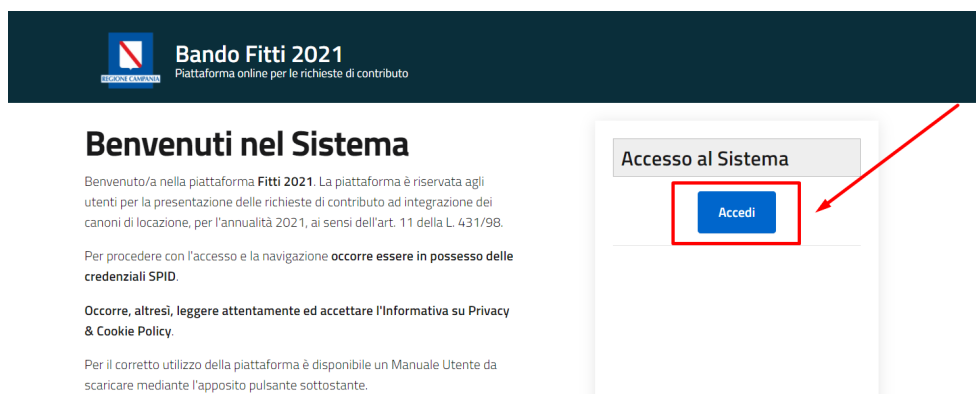 REGIONE CAMPANIA
Bando Fitti 2021
Piattaforma online per le richieste di contributo
Benvenuti nel Sistema
Benvenuto/a nella piattaforma Fitti 2021. La piattaforma è riservata agli
utenti per la presentazione delle richieste di contributo ad integrazione dei
canoni di locazione, per l'annualità 2021, ai sensi dell'art. 11 della L. 431/98.
Per procedere con l'accesso e la navigazione occorre essere in possesso delle
credenziali SPID.
Occorre, altresì, leggere attentamente ed accettare l'Informativa su Privacy
& Cookie Policy.
Per il corretto utilizzo della piattaforma è disponibile un Manuale Utente da
scaricare mediante l'apposito pulsante sottostante.
Accesso al Sistema
Accedi